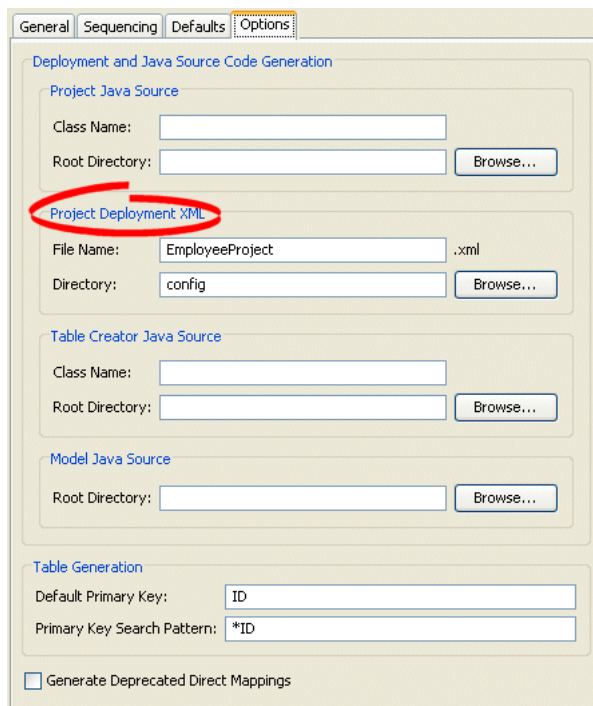 General Sequencing Defaults Options
Deployment and Java Source Code Generation
Project Java Source
Class Name:
Root Directory: Browse...
Project Deployment XML
File Name: EmployeeProject .xml
Directory: config Browse...
Table Creator Java Source
Class Name:
Root Directory: Browse...
Model Java Source
Root Directory: Browse...
Table Generation
Default Primary Key: ID
Primary Key Search Pattern: *ID
Generate Deprecated Direct Mappings